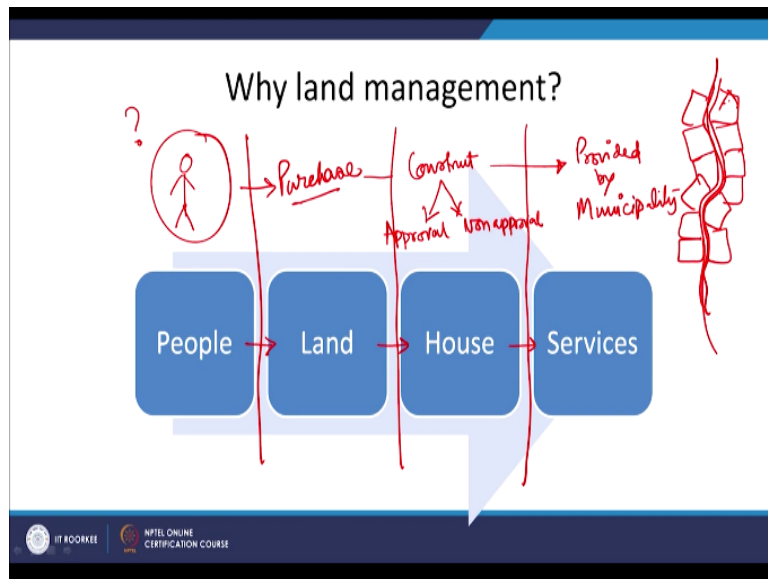 Why land management?
?
Purchase
Construct
Approval Non approval
Provided
by
Municipality
People
Land
House
Services
IIT ROORKEE
NPTEL ONLINE
CERTIFICATION COURSE